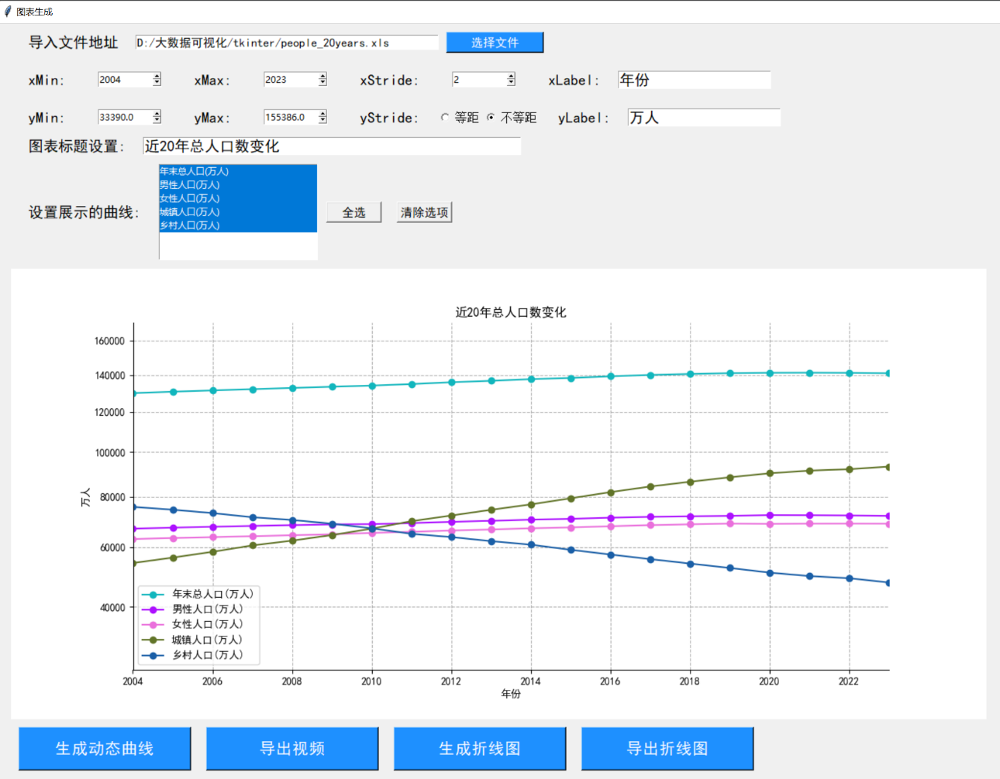 图表生成
导入文件地址 D:/大数据可视化/tkinter/people_20years.xls 选择文件
xMin: 2004 xMax: 2023 xStride: 2 xLabel: 年份
yMin: 33390.0 yMax: 155386.0 yStride: 等距 不等距 yLabel: 万人
图表标题设置: 近20年总人口数变化
设置展示的曲线:
年末总人口(万人)
男性人口(万人)
女性人口(万人)
城镇人口(万人)
乡村人口(万人)
全选 清除选项
近20年总人口数变化
160000
140000
120000
100000
80000
60000
40000
万人
年末总人口(万人)
男性人口(万人)
女性人口(万人)
城镇人口(万人)
乡村人口(万人)
2004 2006 2008 2010 2012 2014 2016 2018 2020 2022
年份
生成动态曲线 导出视频 生成折线图 导出折线图